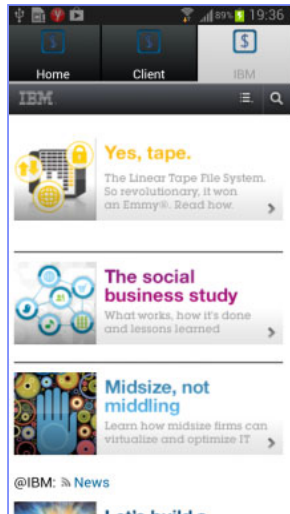 89% 19:36
Home Client IBM
IBM
Yes, tape.
The Linear Tape File System.
So revolutionary, it won
an Emmy®. Read how.
The social
business study
What works, how it's done
and lessons learned
Midsize, not
middling
Learn how midsize firms can
virtualize and optimize IT
@IBM: News
Let's build a